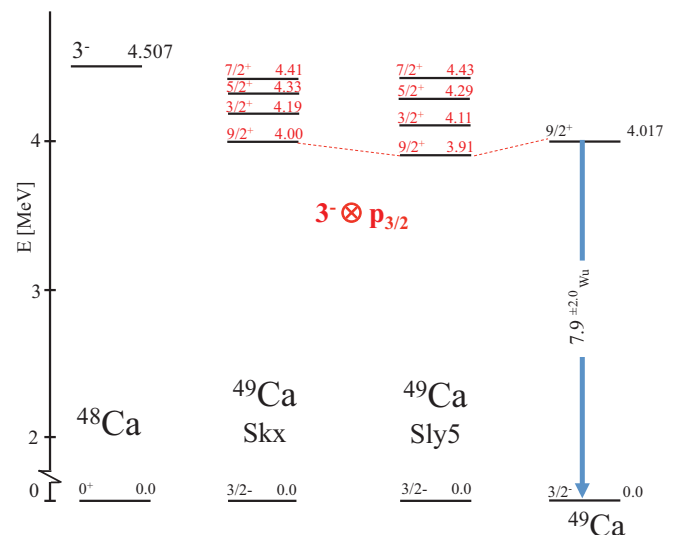 3⁻ 4.507
7/2⁺ 4.41
5/2⁺ 4.33
3/2⁺ 4.19
9/2⁺ 4.00
7/2⁺ 4.43
5/2⁺ 4.29
3/2⁺ 4.11
9/2⁺ 3.91
9/2⁺ 4.017
4
3
2
0
E [MeV]
3⁻ ⊗ p₃/₂
7.9 ±2.0 Wu
⁴⁸Ca
⁴⁹Ca
Skx
⁴⁹Ca
Sly5
0⁺ 0.0
3/2- 0.0
3/2- 0.0
3/2⁻ 0.0
⁴⁹Ca